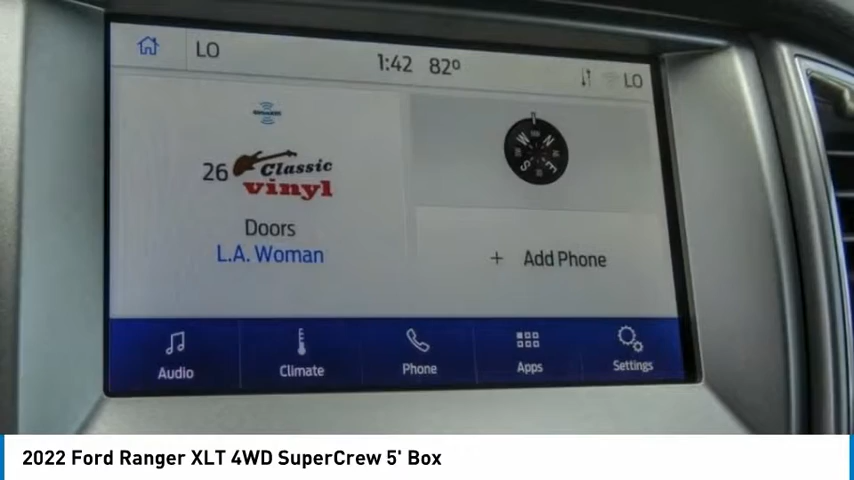 LO
1:42 82°
LO
26 Classic
vinyl
Doors
L.A. Woman
W N
S E
+ Add Phone
Audio
Climate
Phone
Apps
Settings
2022 Ford Ranger XLT 4WD SuperCrew 5' Box